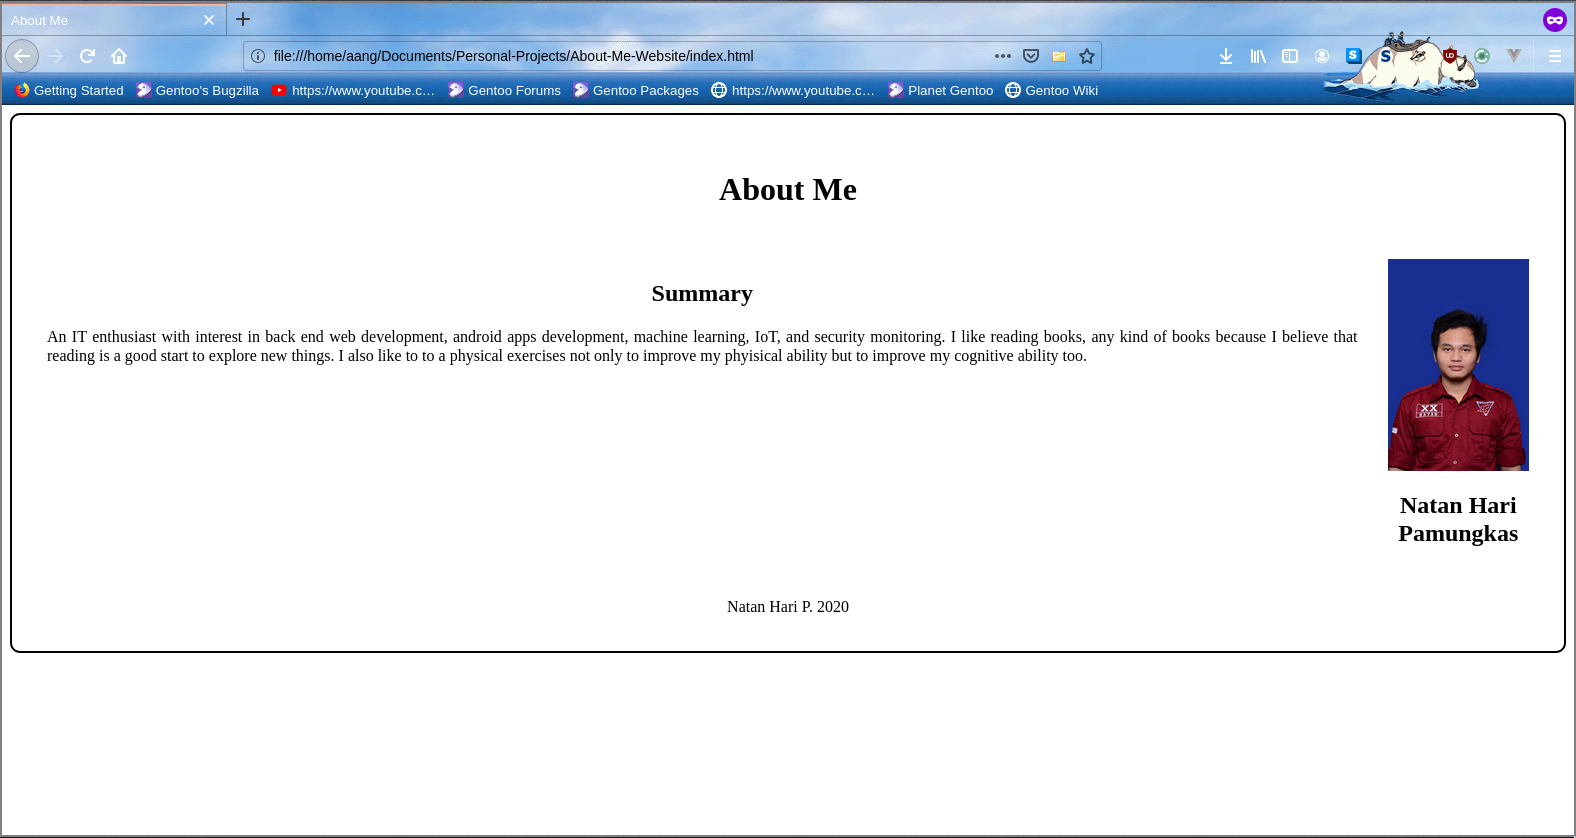 About Me
file:///home/aang/Documents/Personal-Projects/About-Me-Website/index.html
Getting Started Gentoo's Bugzilla https://www.youtube.c… Gentoo Forums Gentoo Packages https://www.youtube.c… Planet Gentoo Gentoo Wiki
About Me
Summary
An IT enthusiast with interest in back end web development, android apps development, machine learning, IoT, and security monitoring. I like reading books, any kind of books because I believe that
reading is a good start to explore new things. I also like to to a physical exercises not only to improve my phyisical ability but to improve my cognitive ability too.
XX
Natan Hari
Pamungkas
Natan Hari P. 2020